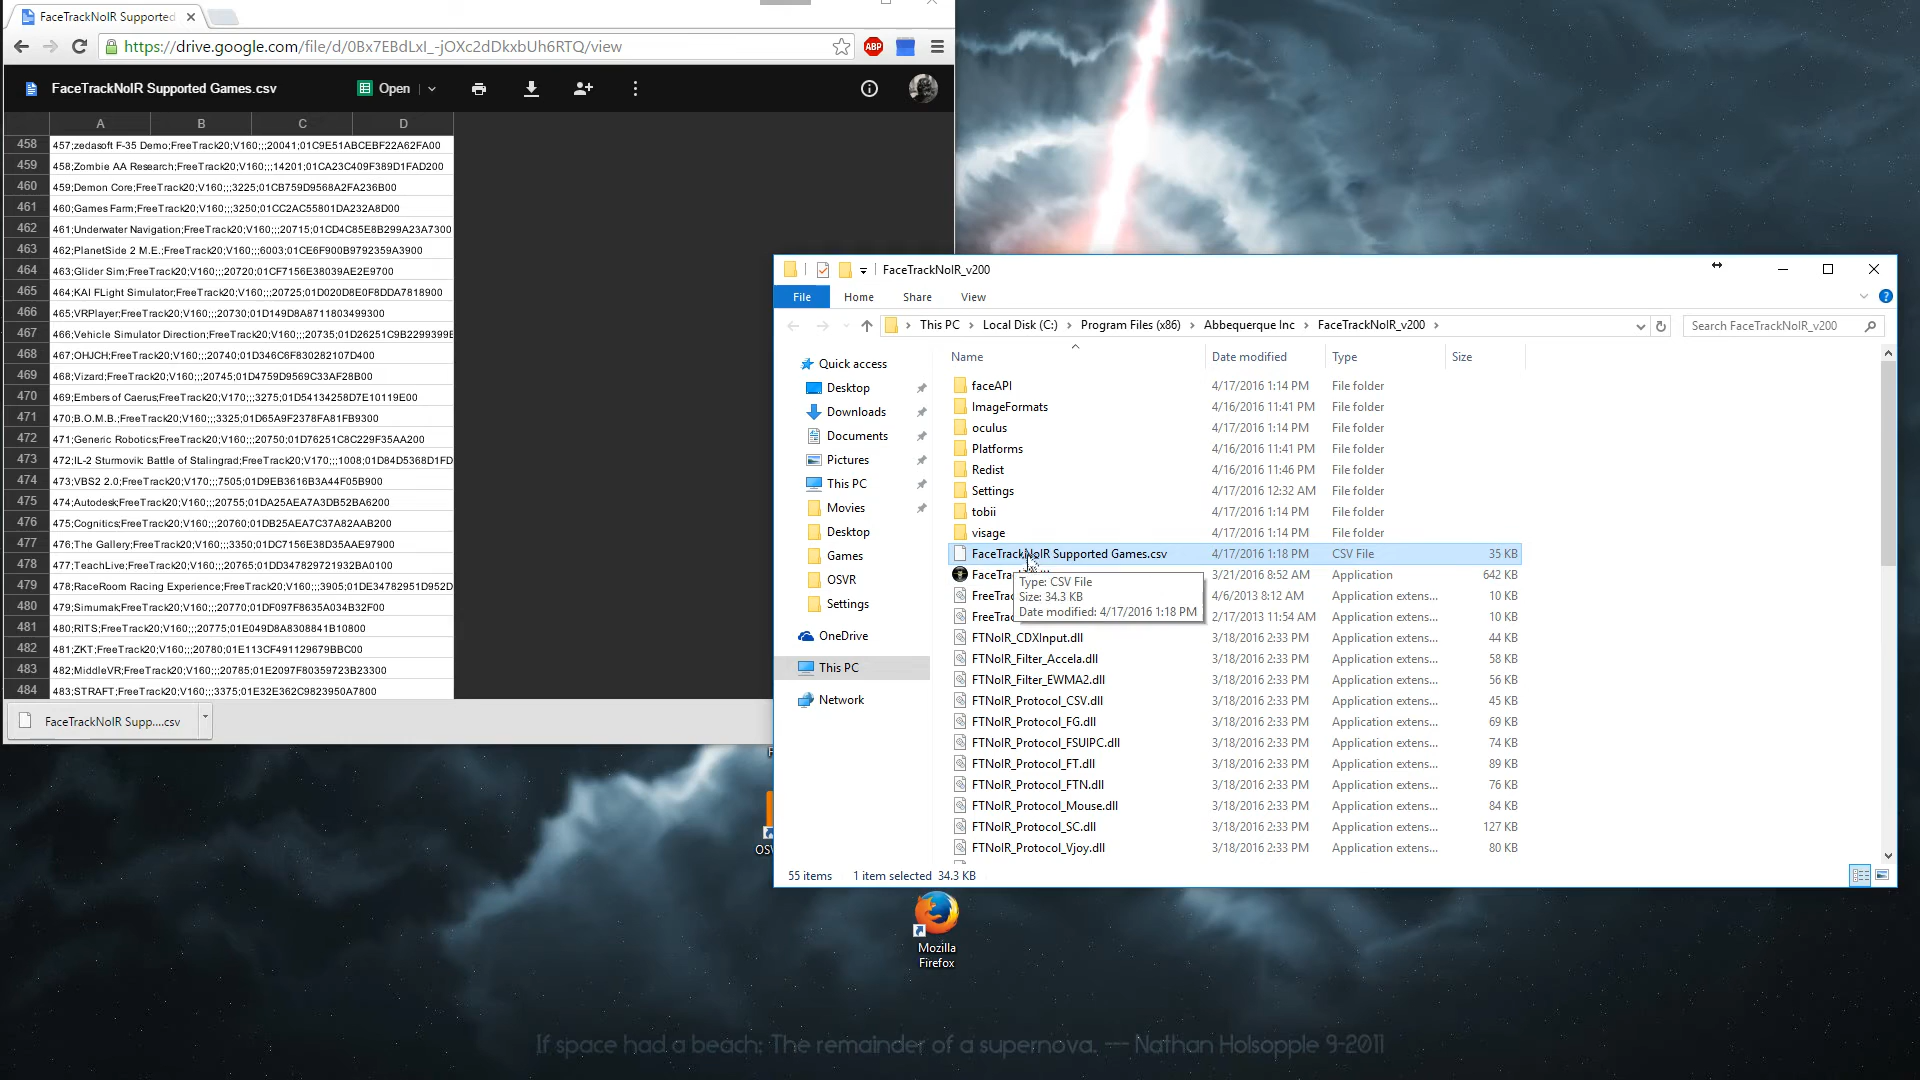 FaceTrackNoIR Supported
https://drive.google.com/file/d/0Bx7EBdLxI_-jOXc2dDkxbUh6RTQ/view
ABP
FaceTrackNoIR Supported Games.csv
Open
A B C D
458 457;zedasoft F-35 Demo;FreeTrack20;V160;;;20041;01C9E51ABCEBF22A62FA00
459 458;Zombie AA Research;FreeTrack20;V160;;;14201;01CA23C409F389D1FAD200
460 459;Demon Core;FreeTrack20;V160;;;3225;01CB759D9568A2FA236B00
461 460;Games Farm;FreeTrack20;V160;;;3250;01CC2AC55801DA232A8D00
462 461;Underwater Navigation;FreeTrack20;V160;;;20715;01CD4C85E8B299A23A7300
463 462;PlanetSide 2 M.E.;FreeTrack20;V160;;;6003;01CE6F900B9792359A3900
464 463;Glider Sim;FreeTrack20;V160;;;20720;01CF7156E38039AE2E9700
465 464;KAI FLight Simulator;FreeTrack20;V160;;;20725;01D020D8E0F8DDA7818900
466 465;VRPlayer;FreeTrack20;V160;;;20730;01D149D8A8711803499300
467 466;Vehicle Simulator Direction;FreeTrack20;V160;;;20735;01D26251C9B2299399E
468 467;OHJCH;FreeTrack20;V160;;;20740;01D346C6F830282107D400
469 468;Vizard;FreeTrack20;V160;;;20745;01D4759D9569C33AF28B00
470 469;Embers of Caerus;FreeTrack20;V170;;;3275;01D54134258D7E10119E00
471 470;B.O.M.B.;FreeTrack20;V160;;;3325;01D65A9F2378FA81FB9300
472 471;Generic Robotics;FreeTrack20;V160;;;20750;01D76251C8C229F35AA200
473 472;IL-2 Sturmovik: Battle of Stalingrad;FreeTrack20;V170;;;1008;01D84D5368D1FD
474 473;VBS2 2.0;FreeTrack20;V170;;;7505;01D9EB3616B3A44F05B900
475 474;Autodesk;FreeTrack20;V160;;;20755;01DA25AEA7A3DB52BA6200
476 475;Cognitics;FreeTrack20;V160;;;20760;01DB25AEA7C37A82AAB200
477 476;The Gallery;FreeTrack20;V160;;;3350;01DC7156E38D35AAE97900
478 477;TeachLive;FreeTrack20;V160;;;20765;01DD347829721932BA0100
479 478;RaceRoom Racing Experience;FreeTrack20;V160;;;3905;01DE34782951D952D
480 479;Simumak;FreeTrack20;V160;;;20770;01DF097F8635A034B32F00
481 480;RITS;FreeTrack20;V160;;;20775;01E049D8A8308841B10800
482 481;ZKT;FreeTrack20;V160;;;20780;01E113CF491129679BBC00
483 482;MiddleVR;FreeTrack20;V160;;;20785;01E2097F80359723B23300
484 483;STRAFT;FreeTrack20;V160;;;3375;01E32E362C9823950A7800
FaceTrackNoIR Supp....csv
FaceTrackNoIR_v200
File Home Share View
This PC Local Disk (C:) Program Files (x86) Abbequerque Inc FaceTrackNoIR_v200
Search FaceTrackNoIR_v200
Quick access
Desktop
Downloads
Documents
Pictures
This PC
Movies
Desktop
Games
OSVR
Settings
OneDrive
This PC
Network
Name Date modified Type Size
faceAPI 4/17/2016 1:14 PM File folder
ImageFormats 4/16/2016 11:41 PM File folder
oculus 4/17/2016 1:14 PM File folder
Platforms 4/16/2016 11:41 PM File folder
Redist 4/16/2016 11:46 PM File folder
Settings 4/17/2016 12:32 AM File folder
tobii 4/17/2016 1:14 PM File folder
visage 4/17/2016 1:14 PM File folder
FaceTrackNoIR Supported Games.csv 4/17/2016 1:18 PM CSV File 35 KB
FaceTra 3/21/2016 8:52 AM Application 642 KB
FreeTrac 4/6/2013 8:12 AM Application extens... 10 KB
FreeTrac 2/17/2013 11:54 AM Application extens... 10 KB
Type: CSV File
Size: 34.3 KB
Date modified: 4/17/2016 1:18 PM
FTNoIR_CDXInput.dll 3/18/2016 2:33 PM Application extens... 44 KB
FTNoIR_Filter_Accela.dll 3/18/2016 2:33 PM Application extens... 58 KB
FTNoIR_Filter_EWMA2.dll 3/18/2016 2:33 PM Application extens... 56 KB
FTNoIR_Protocol_CSV.dll 3/18/2016 2:33 PM Application extens... 45 KB
FTNoIR_Protocol_FG.dll 3/18/2016 2:33 PM Application extens... 69 KB
FTNoIR_Protocol_FSUIPC.dll 3/18/2016 2:33 PM Application extens... 74 KB
FTNoIR_Protocol_FT.dll 3/18/2016 2:33 PM Application extens... 89 KB
FTNoIR_Protocol_FTN.dll 3/18/2016 2:33 PM Application extens... 76 KB
FTNoIR_Protocol_Mouse.dll 3/18/2016 2:33 PM Application extens... 84 KB
FTNoIR_Protocol_SC.dll 3/18/2016 2:33 PM Application extens... 127 KB
FTNoIR_Protocol_Vjoy.dll 3/18/2016 2:33 PM Application extens... 80 KB
55 items 1 item selected 34.3 KB
OSV
Mozilla
Firefox
If space had a beach; The remainder of a supernova. --- Nathan Holsopple 9-2011